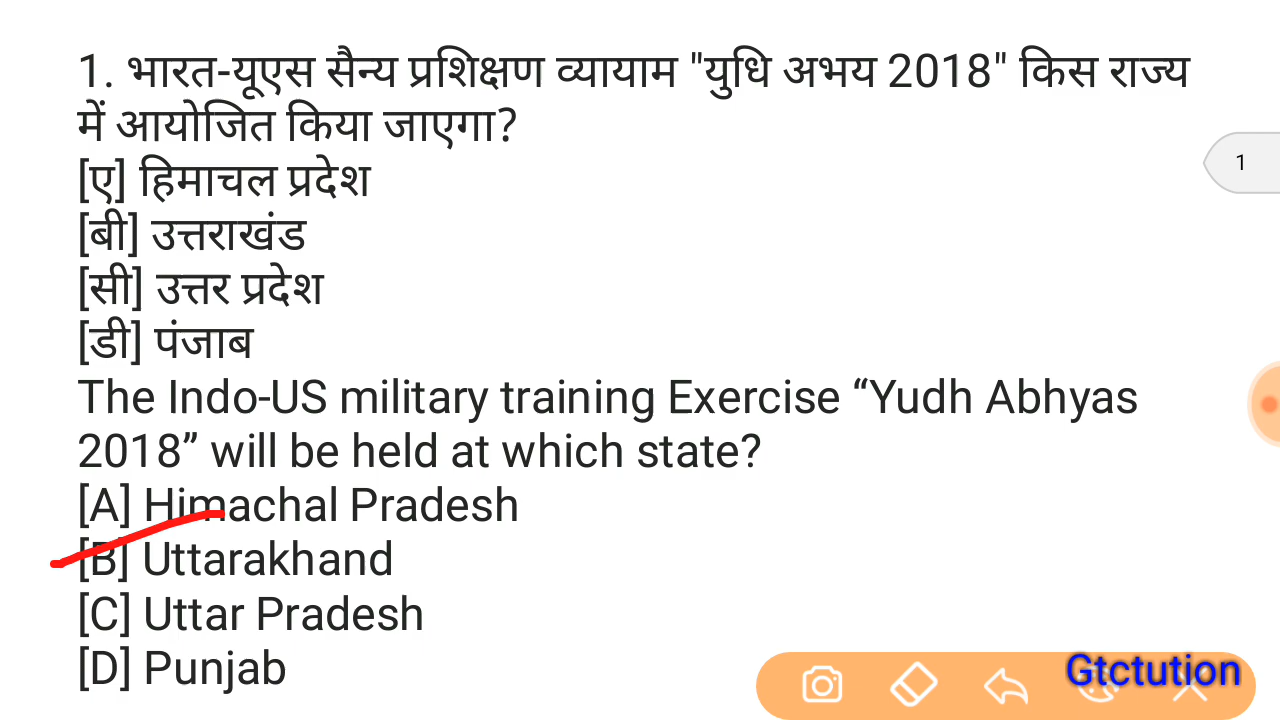 1. भारत-यूएस सैन्य प्रशिक्षण व्यायाम "युधि अभय 2018" किस राज्य
में आयोजित किया जाएगा?
[ए] हिमाचल प्रदेश
[बी] उत्तराखंड
[सी] उत्तर प्रदेश
[डी] पंजाब
The Indo-US military training Exercise “Yudh Abhyas
2018” will be held at which state?
[A] Himachal Pradesh
[B] Uttarakhand
[C] Uttar Pradesh
[D] Punjab
1
Gtctution